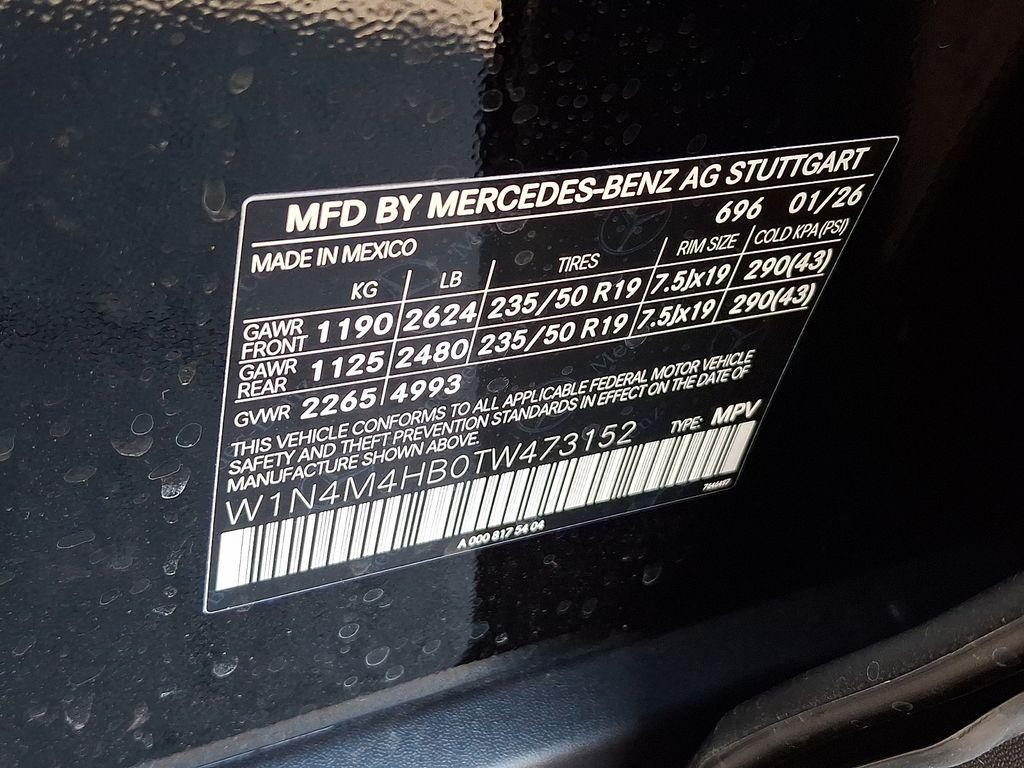 MFD BY MERCEDES-BENZ AG STUTTGART
696 01/26
MADE IN MEXICO
KG LB TIRES RIM SIZE COLD KPA (PSI)
GAWR FRONT 1190 2624 235/50 R19 7.5Jx19 290(43)
GAWR REAR 1125 2480 235/50 R19 7.5Jx19 290(43)
GVWR 2265 4993
THIS VEHICLE CONFORMS TO ALL APPLICABLE FEDERAL MOTOR VEHICLE
SAFETY AND THEFT PREVENTION STANDARDS IN EFFECT ON THE DATE OF
MANUFACTURE SHOWN ABOVE.
TYPE: MPV
W1N4M4HB0TW473152
A 000 817 54 04